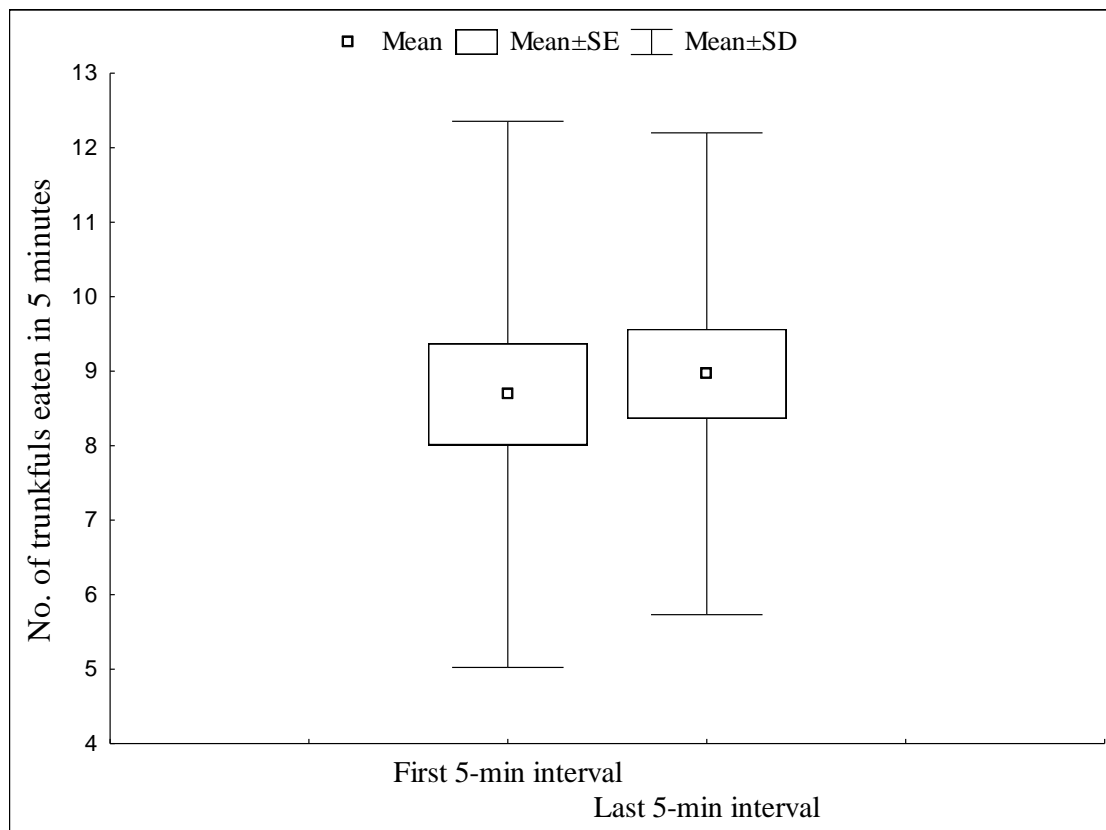 Mean Mean±SE Mean±SD
No. of trunkfuls eaten in 5 minutes
13
12
11
10
9
8
7
6
5
4
First 5-min interval
Last 5-min interval